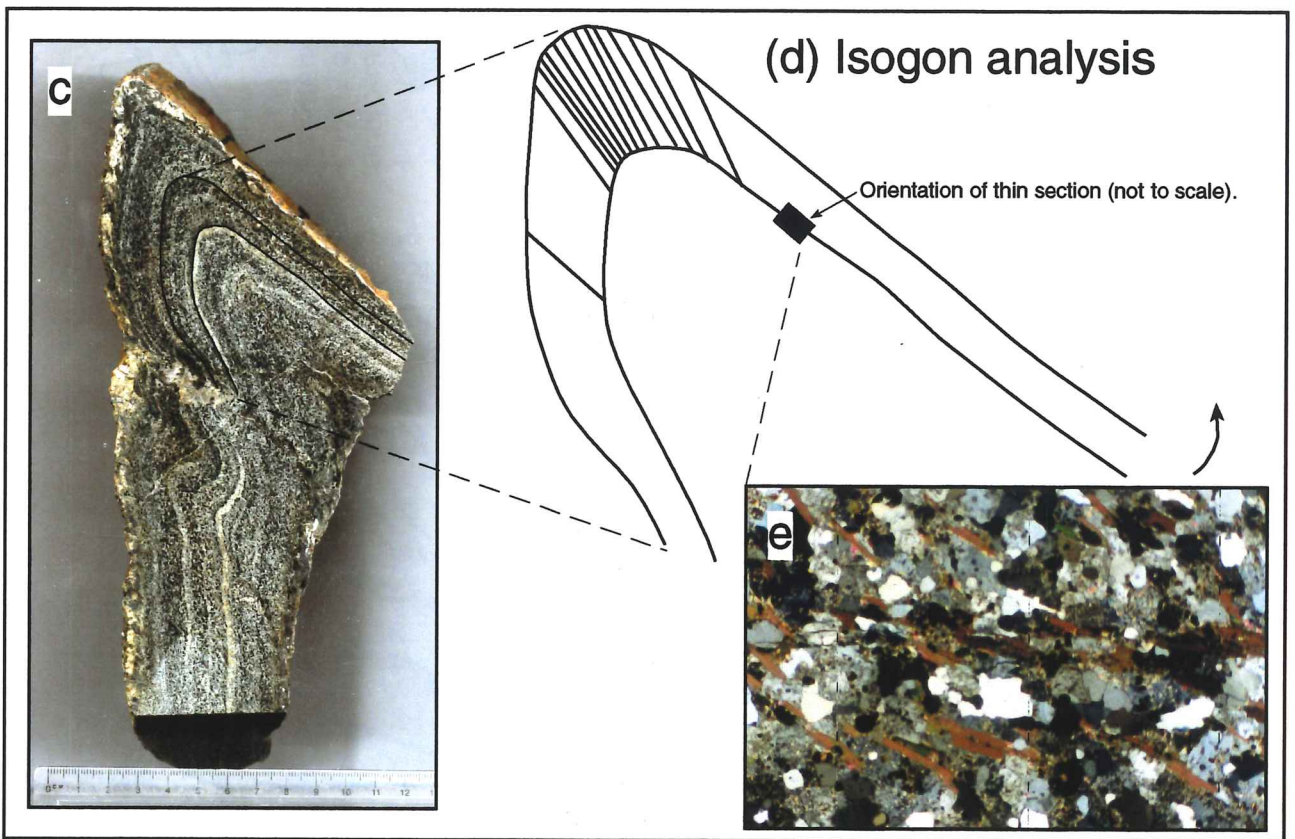 c
(d) Isogon analysis
Orientation of thin section (not to scale).
e
1 2 3 4 5 6 7 8 9 10 11 12